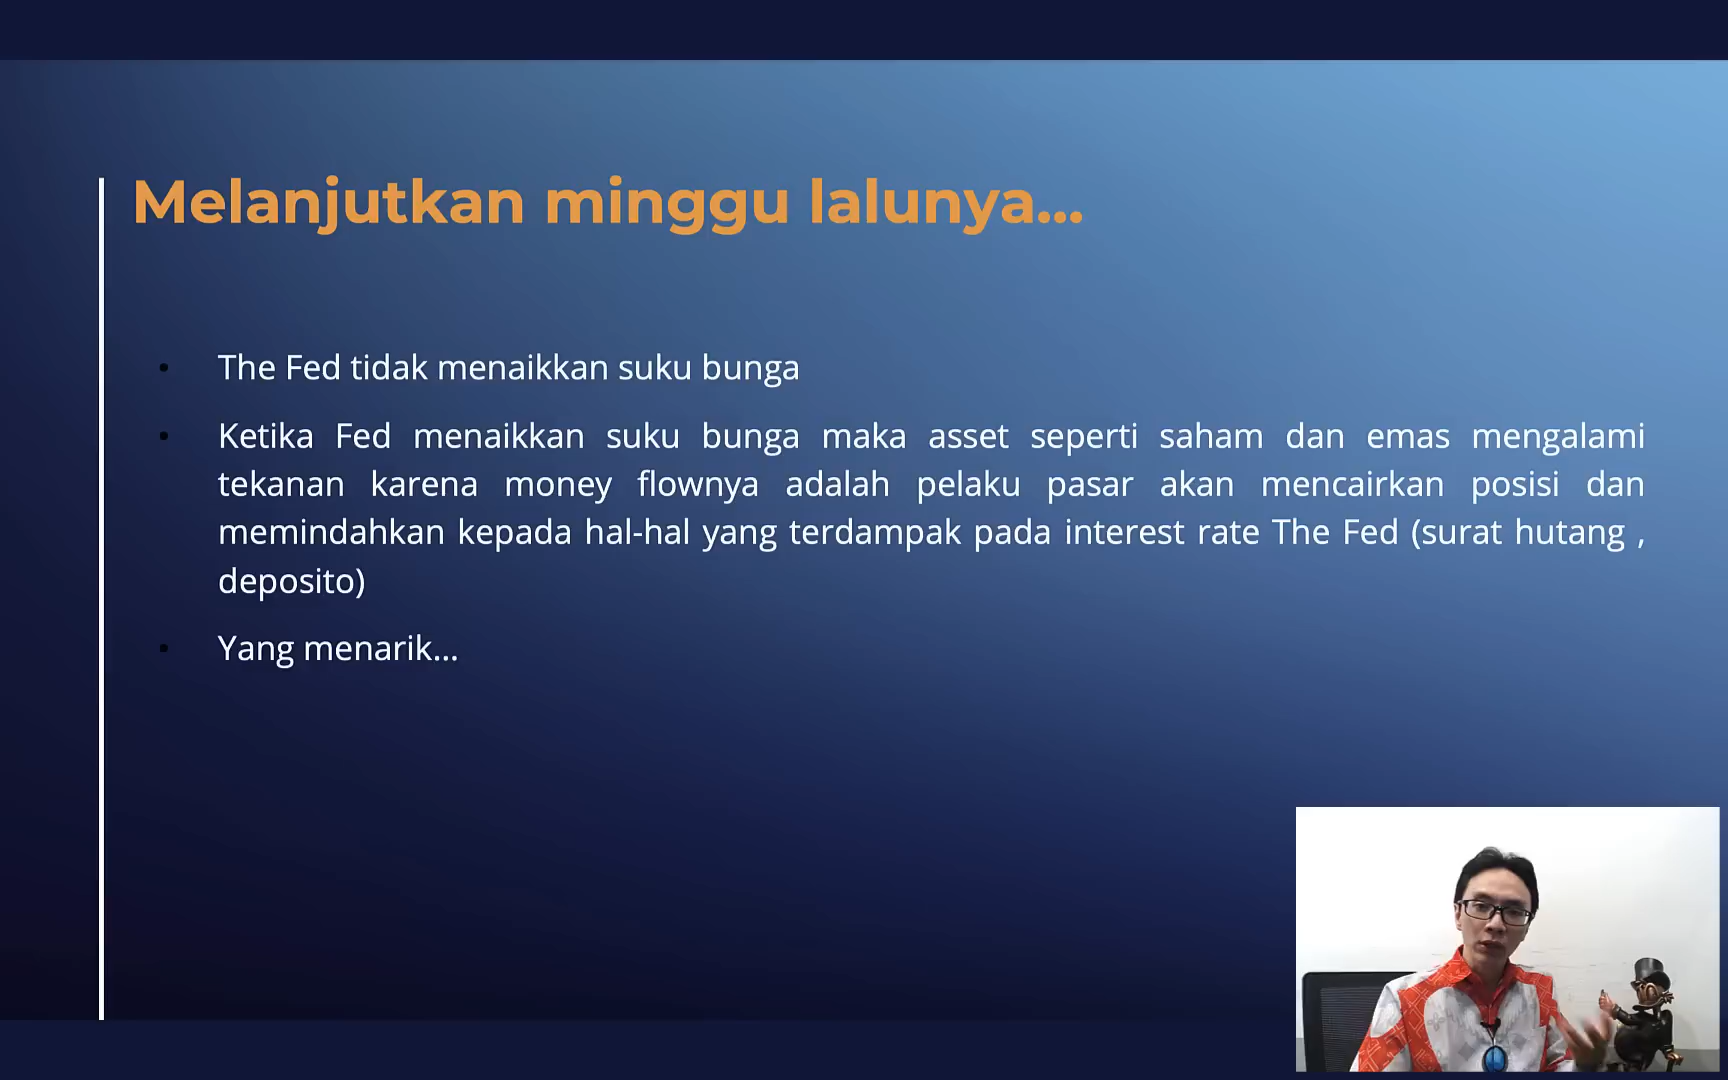 Melanjutkan minggu lalunya...
• The Fed tidak menaikkan suku bunga
• Ketika Fed menaikkan suku bunga maka asset seperti saham dan emas mengalami
tekanan karena money flownya adalah pelaku pasar akan mencairkan posisi dan
memindahkan kepada hal-hal yang terdampak pada interest rate The Fed (surat hutang ,
deposito)
• Yang menarik...